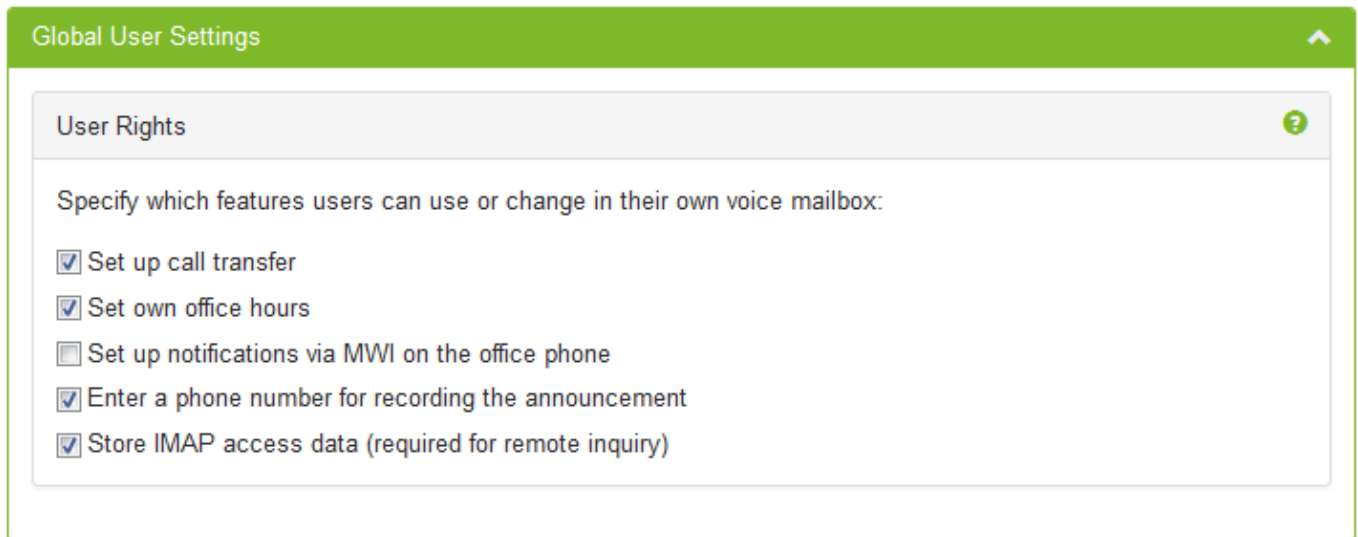 Global User Settings
User Rights
Specify which features users can use or change in their own voice mailbox:
Set up call transfer
Set own office hours
Set up notifications via MWI on the office phone
Enter a phone number for recording the announcement
Store IMAP access data (required for remote inquiry)